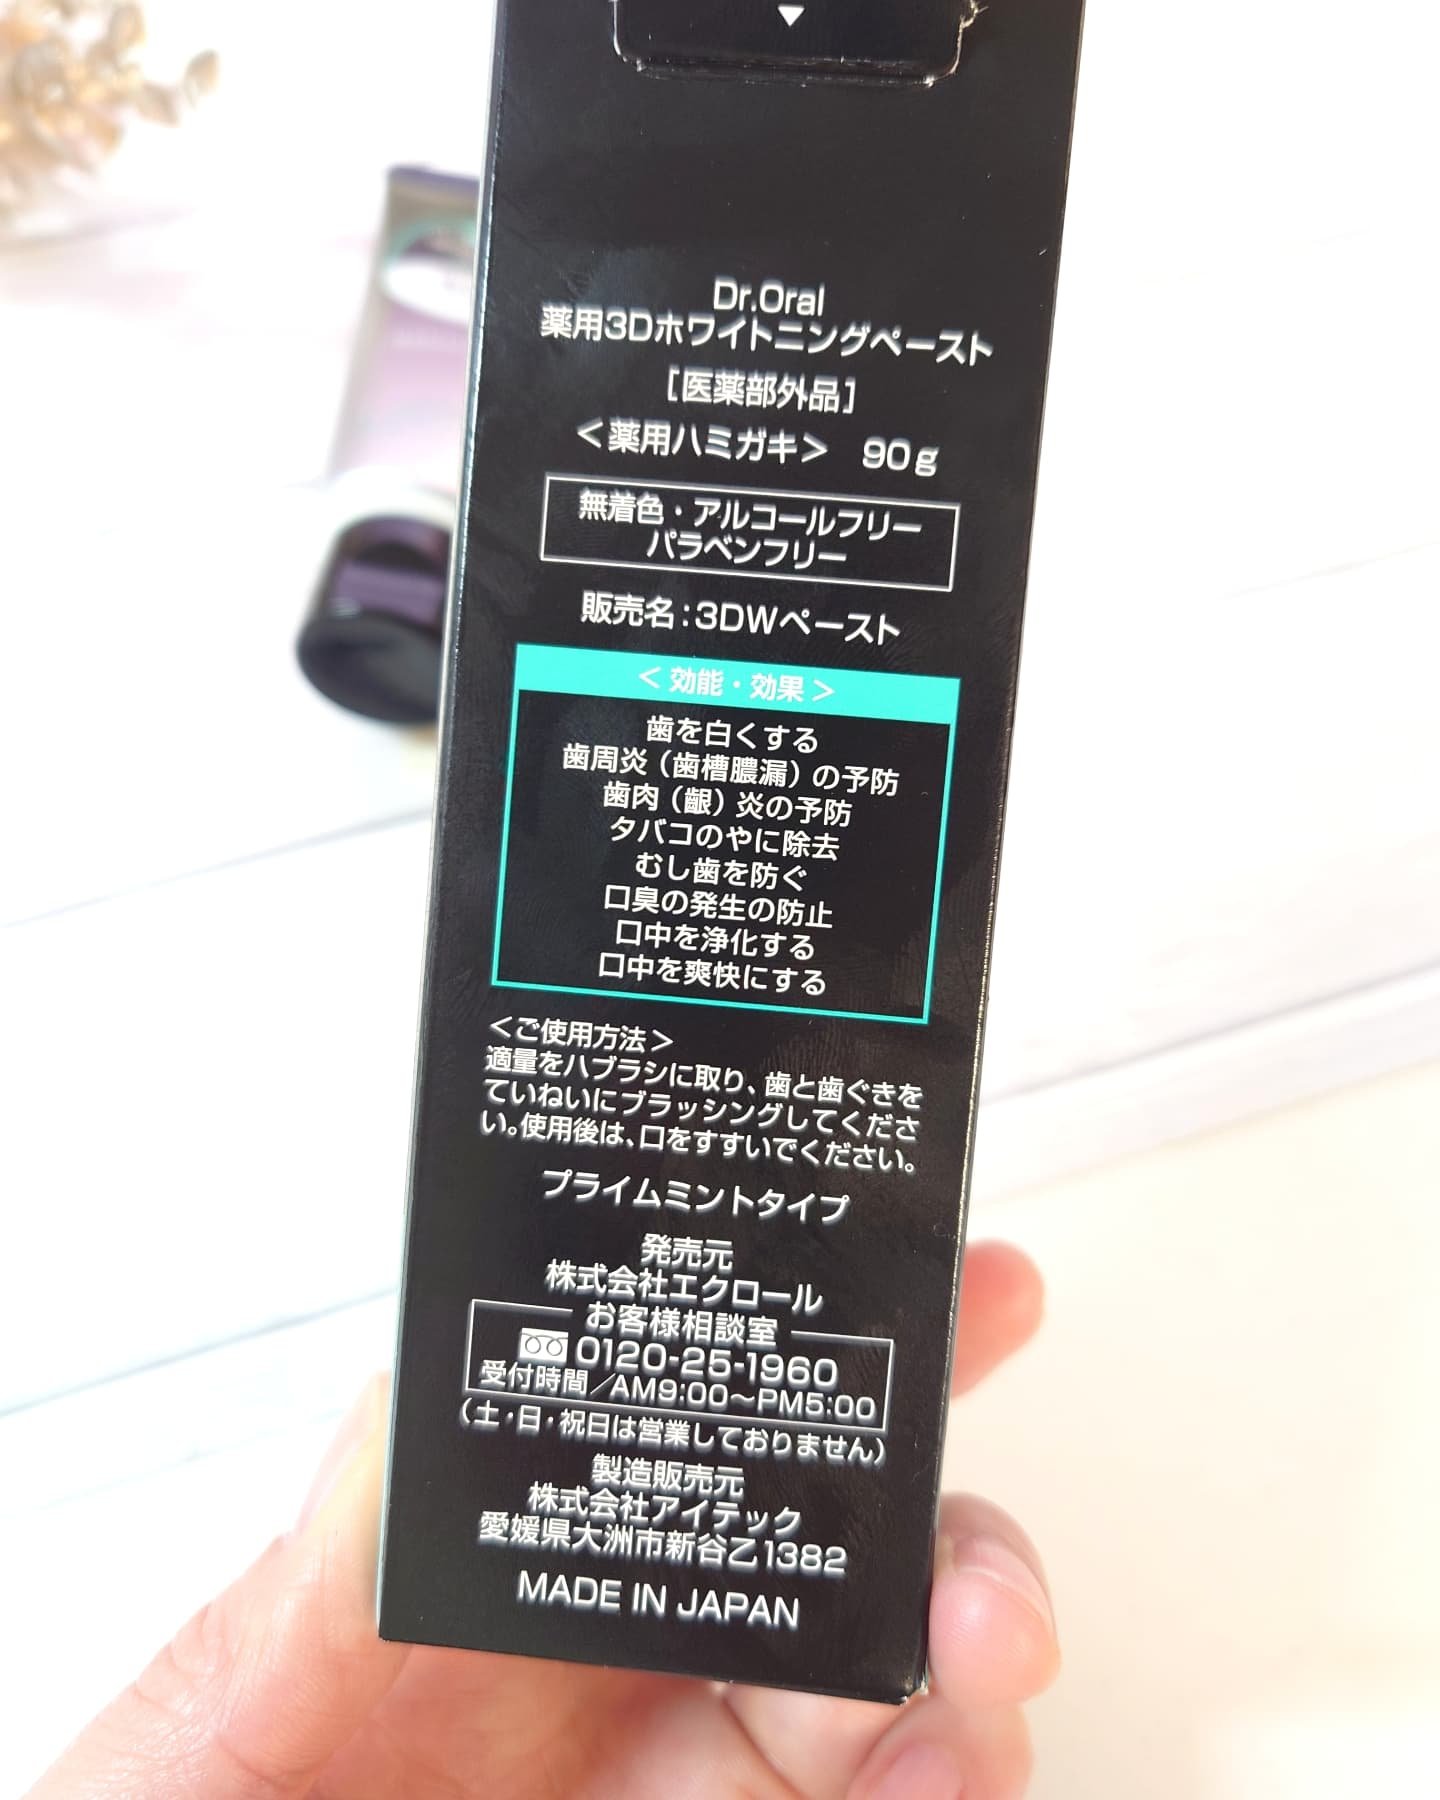 Dr.Oral
薬用3Dホワイトニングペースト
［医薬部外品］
＜薬用ハミガキ＞ 90g
無着色・アルコールフリー
パラベンフリー
販売名：3DWペースト
＜効能・効果＞
歯を白くする
歯周炎（歯槽膿漏）の予防
歯肉（齦）炎の予防
タバコのやに除去
むし歯を防ぐ
口臭の発生の防止
口中を浄化する
口中を爽快にする
＜ご使用方法＞
適量をハブラシに取り、歯と歯ぐきを
ていねいにブラッシングしてくださ
い。使用後は、口をすすいでください。
プライムミントタイプ
発売元
株式会社エクロール
お客様相談室
0120-25-1960
受付時間／AM9:00〜PM5:00
（土・日・祝日は営業しておりません）
製造販売元
株式会社アイテック
愛媛県大洲市新谷乙1382
MADE IN JAPAN